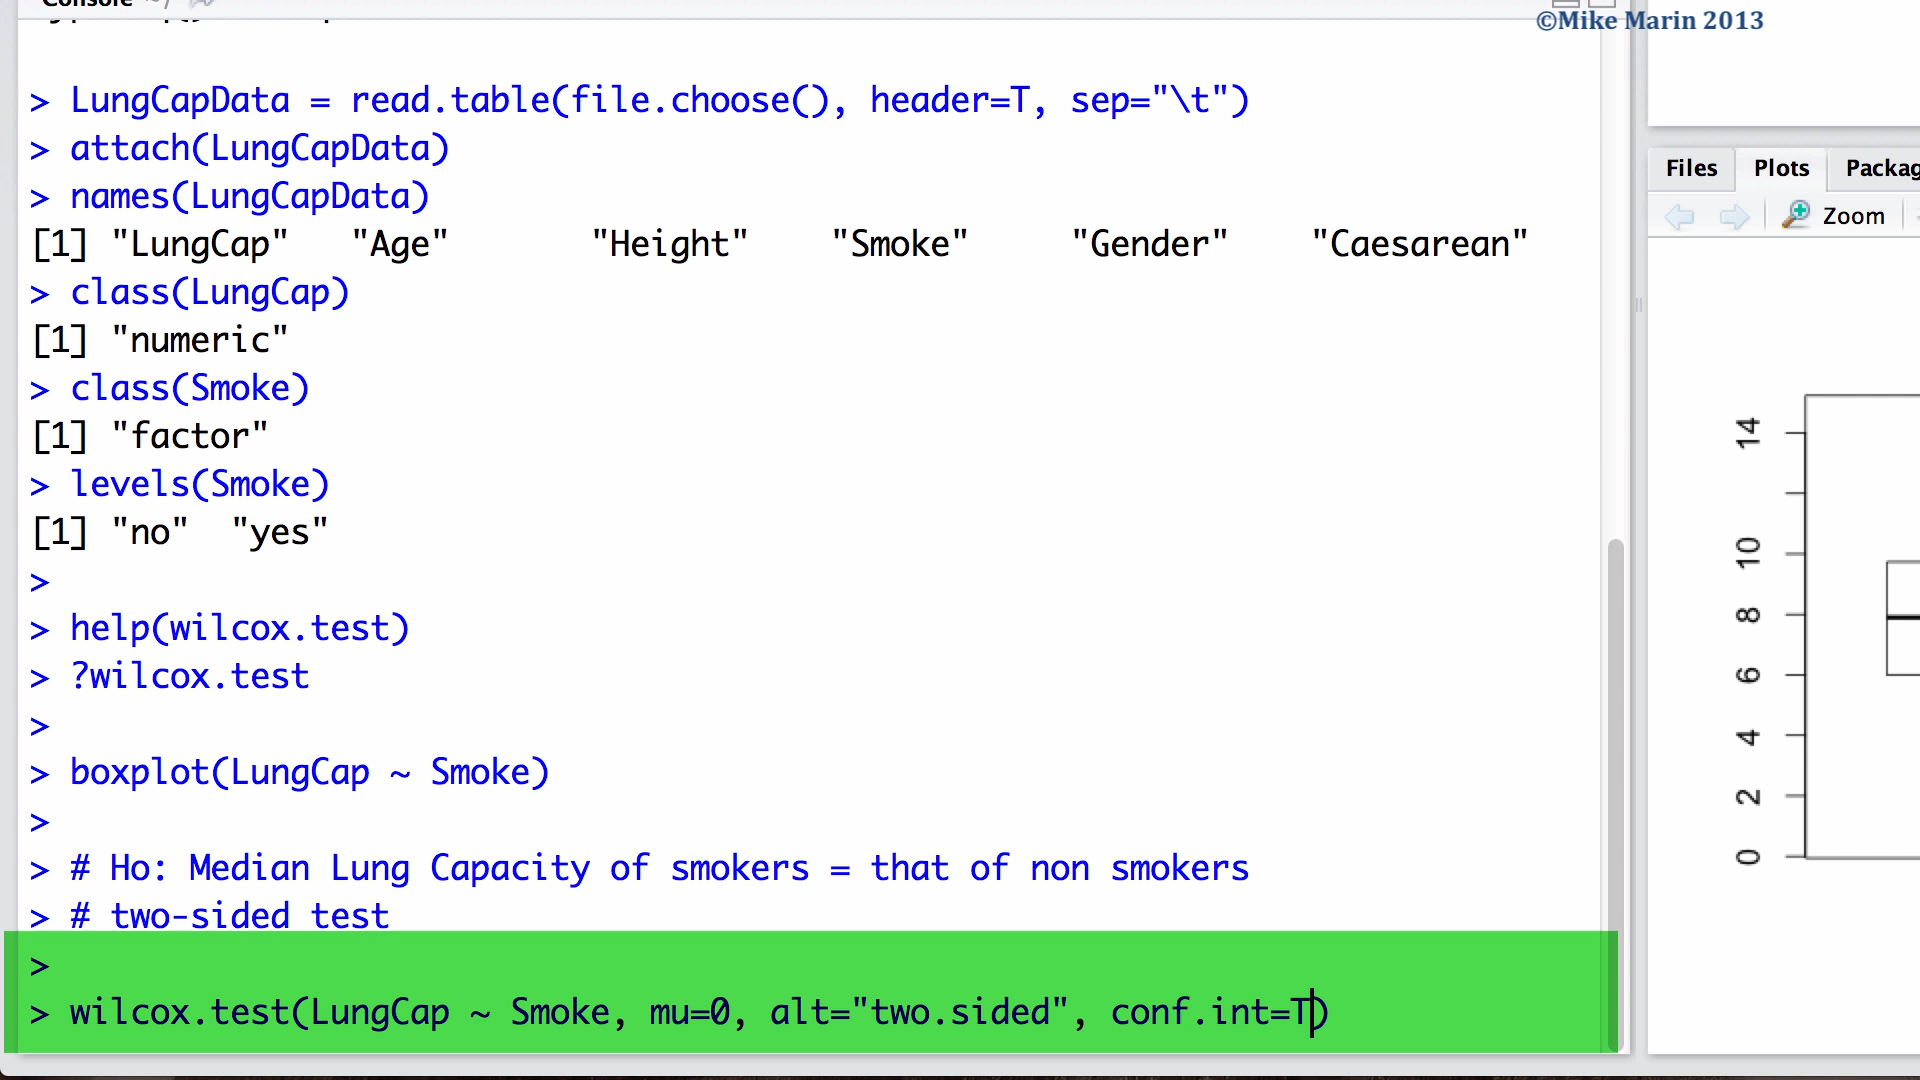 Console ~/
©Mike Marin 2013
> LungCapData = read.table(file.choose(), header=T, sep="\t")
> attach(LungCapData)
> names(LungCapData)
[1] "LungCap" "Age" "Height" "Smoke" "Gender" "Caesarean"
> class(LungCap)
[1] "numeric"
> class(Smoke)
[1] "factor"
> levels(Smoke)
[1] "no" "yes"
>
> help(wilcox.test)
> ?wilcox.test
>
> boxplot(LungCap ~ Smoke)
>
> # Ho: Median Lung Capacity of smokers = that of non smokers
> # two-sided test
>
> wilcox.test(LungCap ~ Smoke, mu=0, alt="two.sided", conf.int=T)
Files Plots Packag
Zoom
14
10
8
6
4
2
0